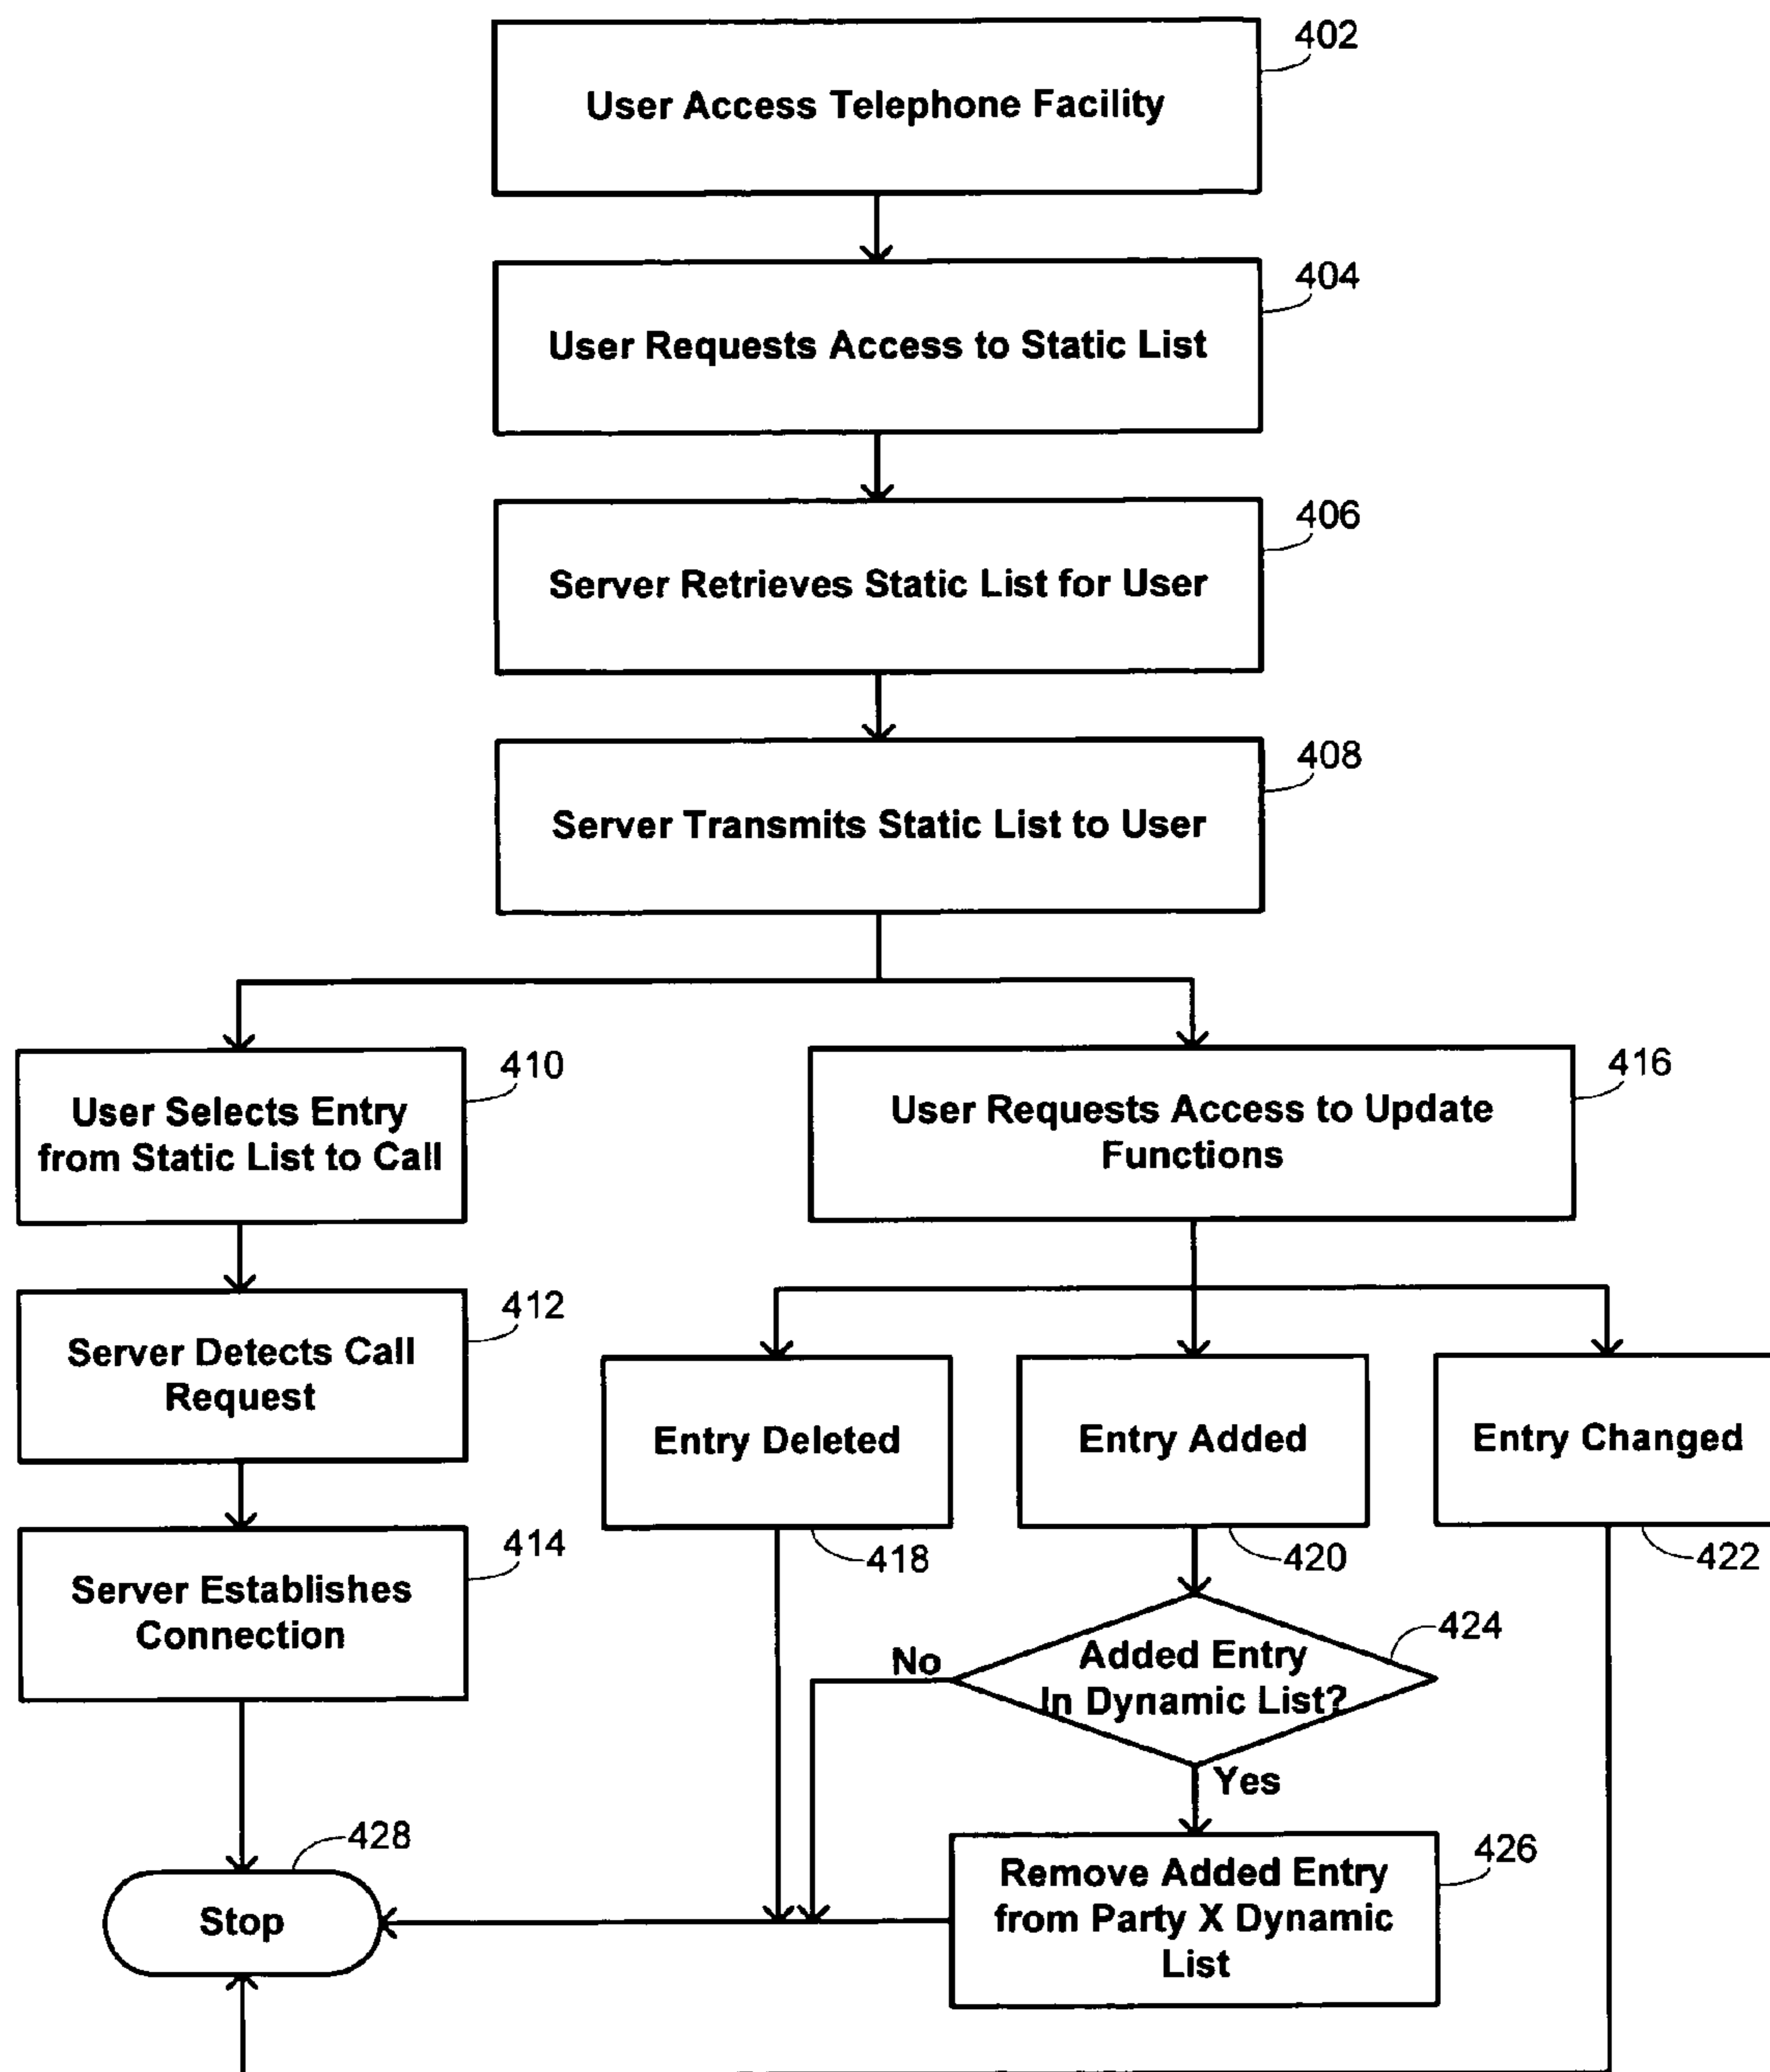 402
User Access Telephone Facility
404
User Requests Access to Static List
406
Server Retrieves Static List for User
408
Server Transmits Static List to User
410
User Selects Entry
from Static List to Call
416
User Requests Access to Update
Functions
412
Server Detects Call
Request
Entry Deleted
418
Entry Added
420
Entry Changed
422
414
Server Establishes
Connection
424
Added Entry
In Dynamic List?
No
Yes
428
Stop
426
Remove Added Entry
from Party X Dynamic
List